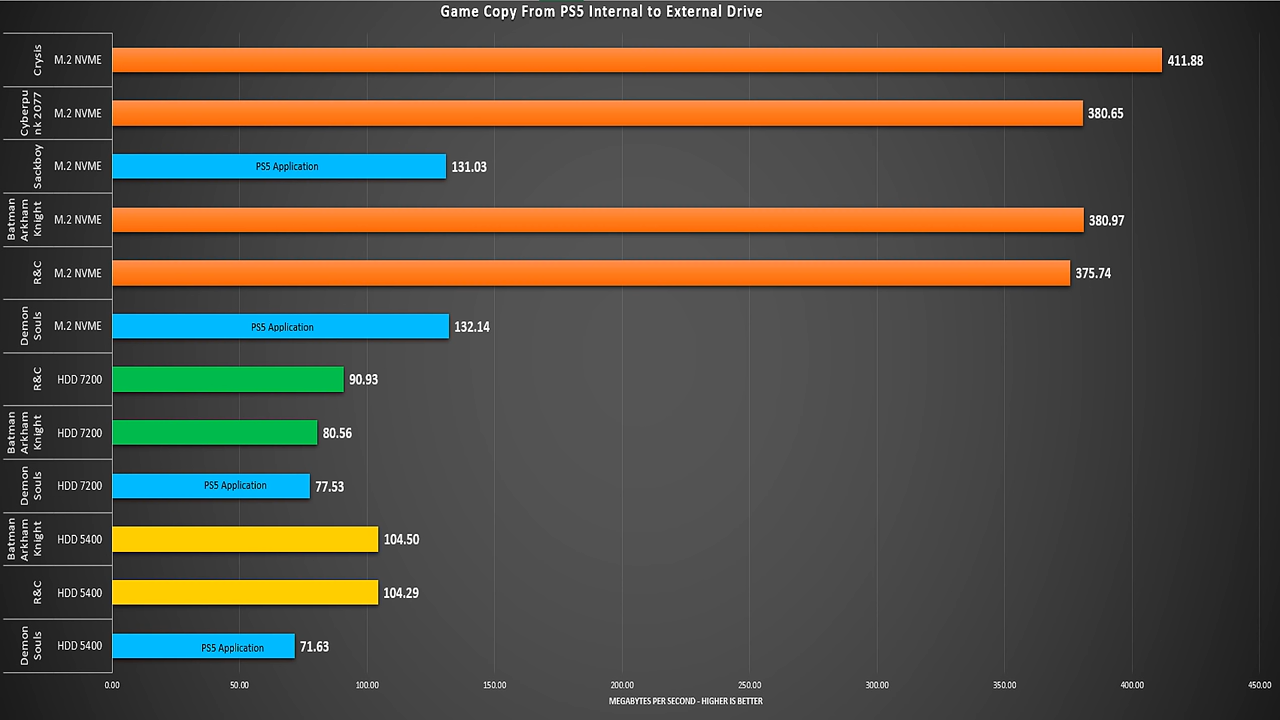 Game Copy From PS5 Internal to External Drive
Crysis M.2 NVME 411.88
Cyberpu
nk 2077 M.2 NVME 380.65
Sackboy M.2 NVME PS5 Application 131.03
Batman
Arkham
Knight M.2 NVME 380.97
R&C M.2 NVME 375.74
Demon
Souls M.2 NVME PS5 Application 132.14
R&C HDD 7200 90.93
Batman
Arkham
Knight HDD 7200 80.56
Demon
Souls HDD 7200 PS5 Application 77.53
Batman
Arkham
Knight HDD 5400 104.50
R&C HDD 5400 104.29
Demon
Souls HDD 5400 PS5 Application 71.63
0.00 50.00 100.00 150.00 200.00 250.00 300.00 350.00 400.00 450.00
MEGABYTES PER SECOND - HIGHER IS BETTER